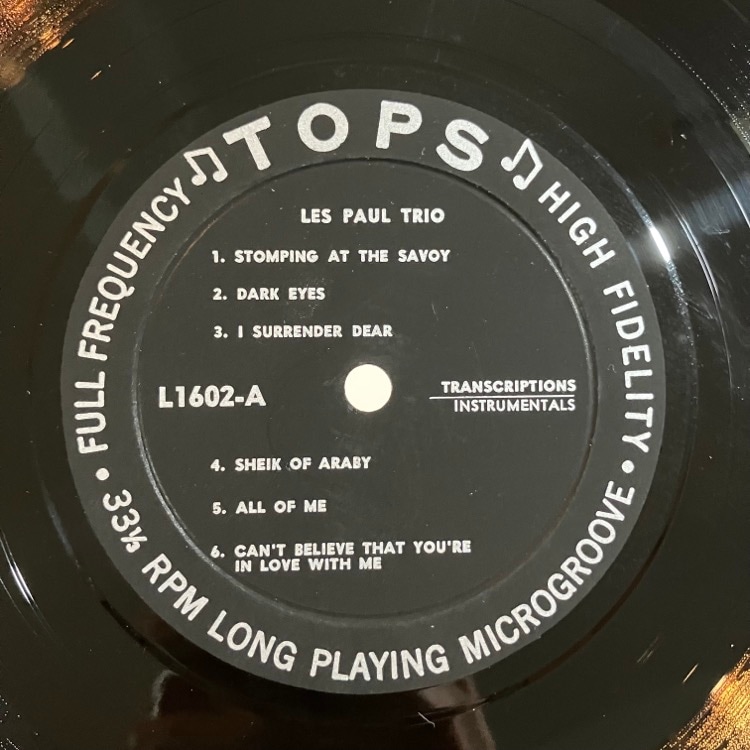 TOPS
FULL FREQUENCY
HIGH FIDELITY
LES PAUL TRIO
1. STOMPING AT THE SAVOY
2. DARK EYES
3. I SURRENDER DEAR
L1602-A
TRANSCRIPTIONS
INSTRUMENTALS
4. SHEIK OF ARABY
5. ALL OF ME
6. CAN'T BELIEVE THAT YOU'RE
IN LOVE WITH ME
• 33⅓ RPM LONG PLAYING MICROGROOVE •